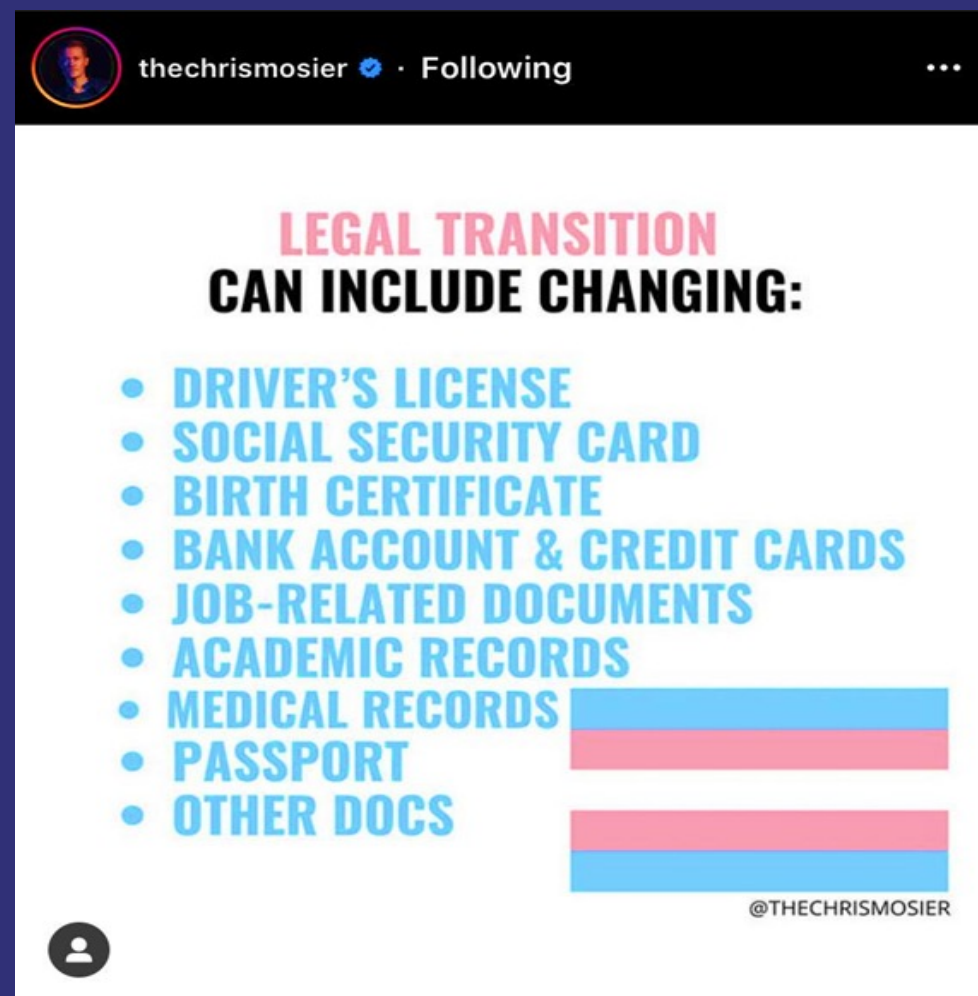 thechrismosier · Following
LEGAL TRANSITION
CAN INCLUDE CHANGING:
• DRIVER'S LICENSE
• SOCIAL SECURITY CARD
• BIRTH CERTIFICATE
• BANK ACCOUNT & CREDIT CARDS
• JOB-RELATED DOCUMENTS
• ACADEMIC RECORDS
• MEDICAL RECORDS
• PASSPORT
• OTHER DOCS
@THECHRISMOSIER